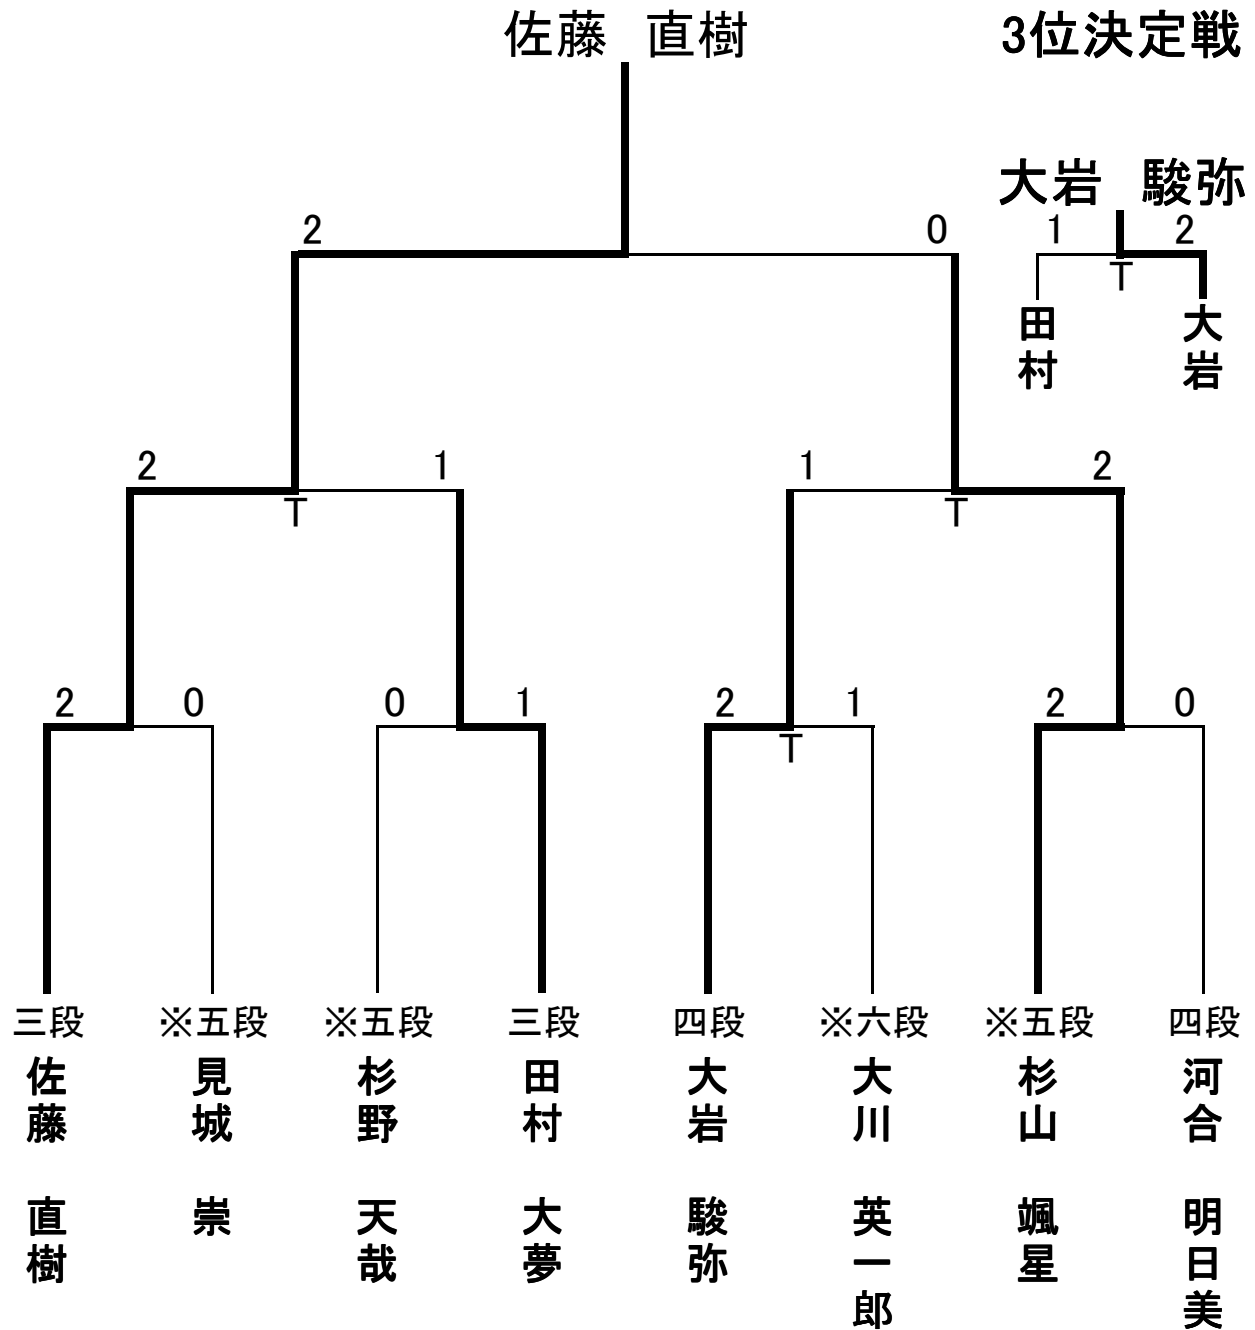 佐藤　直樹
3位決定戦
大岩　駿弥
2
0
1
2
T
田村
大岩
2
1
1
2
T
T
2
0
0
1
2
1
2
0
T
三段
※五段
※五段
三段
四段
※六段
※五段
四段
佐藤　直樹
見城　崇
杉野　天哉
田村　大夢
大岩　駿弥
大川　英一郎
杉山　颯星
河合　明日美